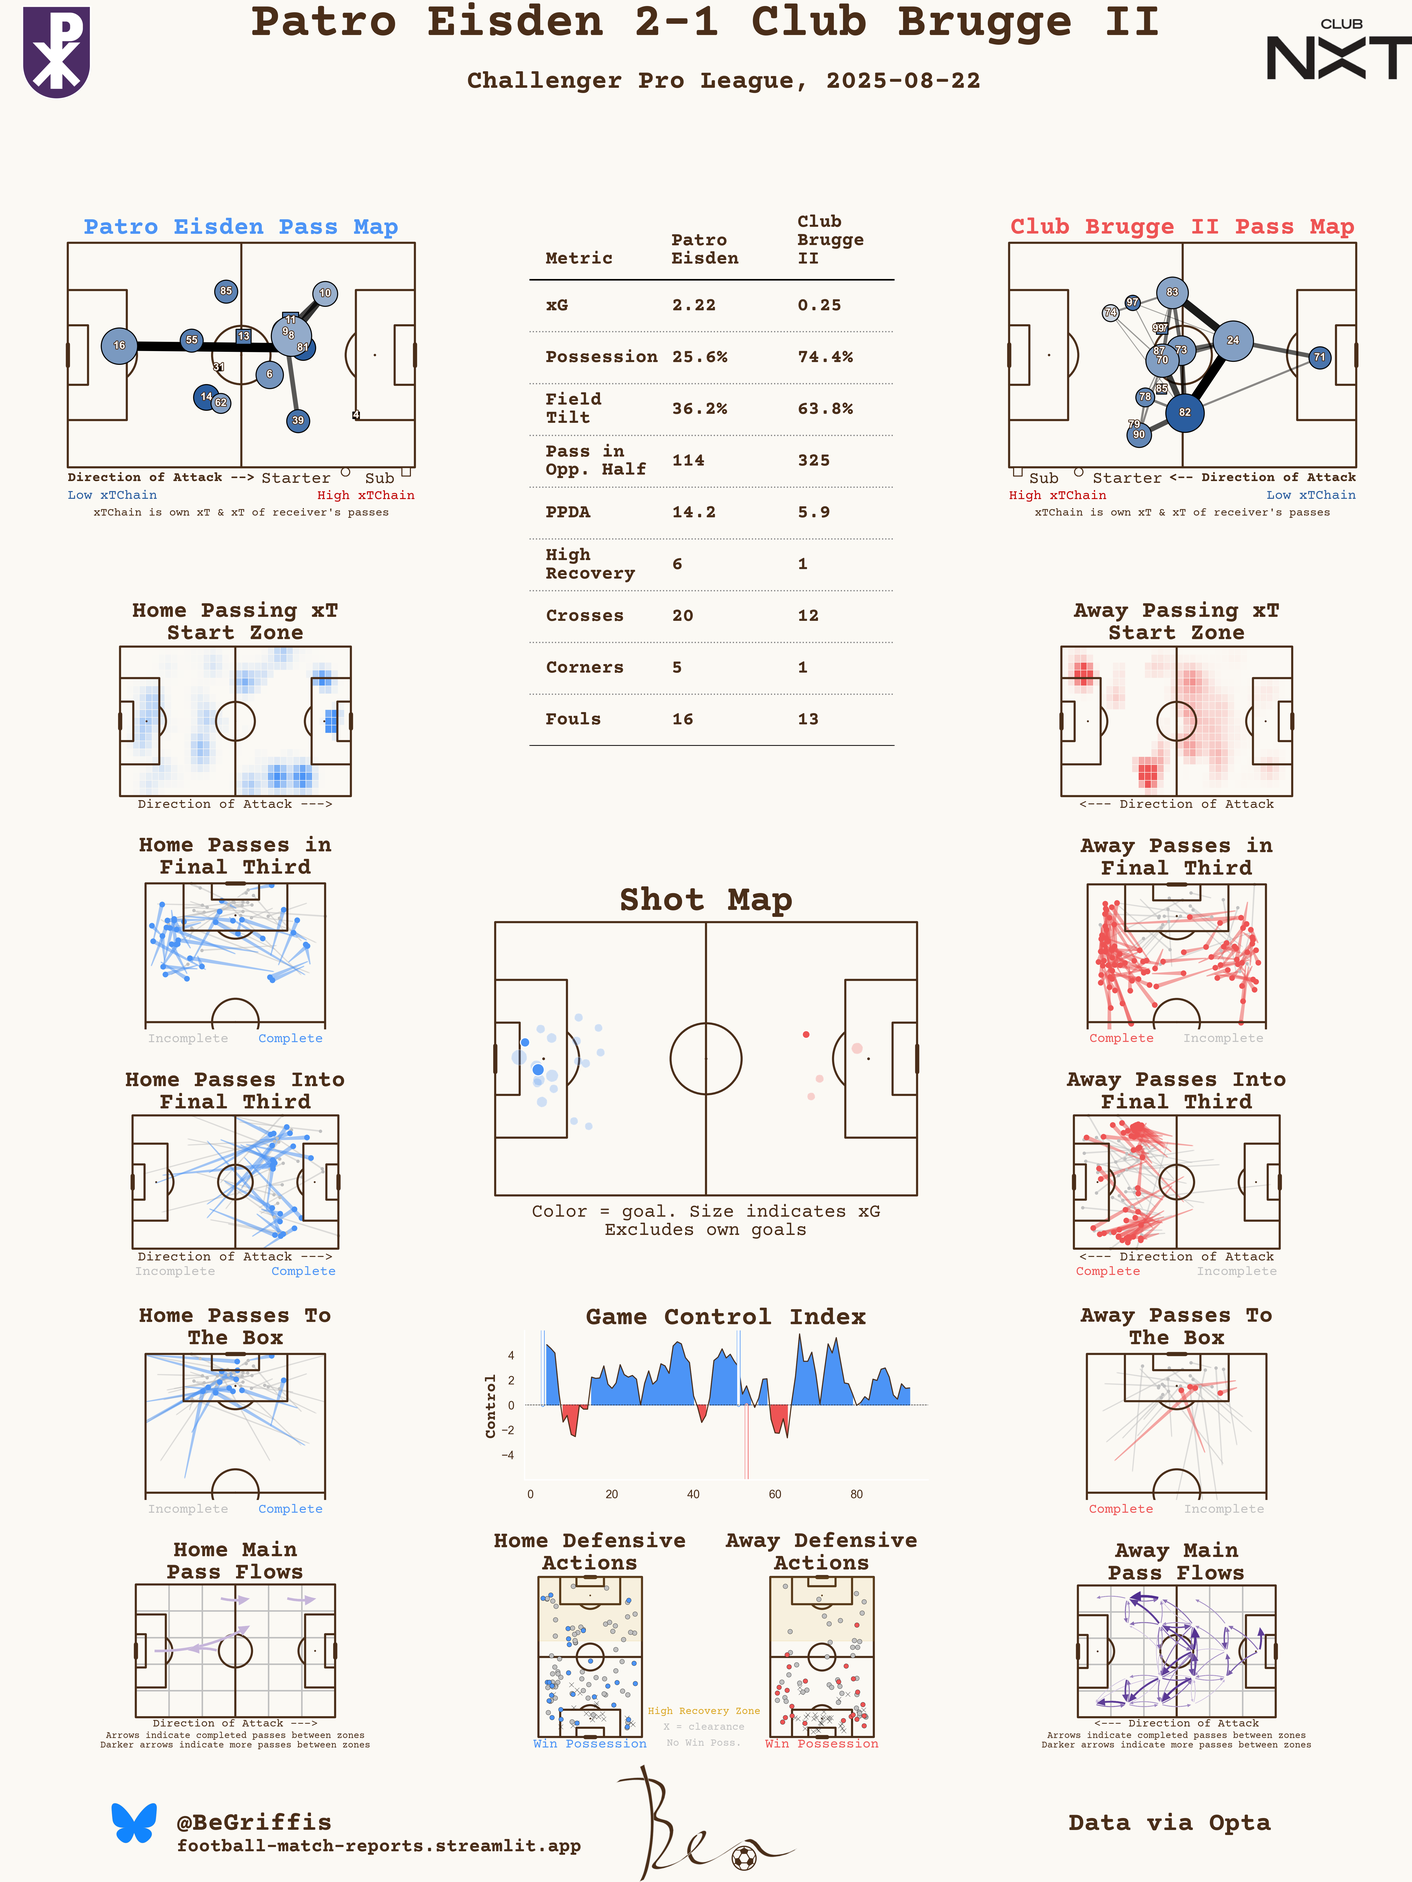 Patro Eisden 2-1 Club Brugge II
Challenger Pro League, 2025-08-22
CLUB
NXT
Patro Eisden Pass Map
85
10
11
9
8
81
16
55
13
31
6
14
62
39
4
Direction of Attack --> Starter Sub
Low xTChain High xTChain
xTChain is own xT & xT of receiver's passes
Metric Patro Eisden Club Brugge II
xG 2.22 0.25
Possession 25.6% 74.4%
Field Tilt 36.2% 63.8%
Pass in Opp. Half 114 325
PPDA 14.2 5.9
High Recovery 6 1
Crosses 20 12
Corners 5 1
Fouls 16 13
Club Brugge II Pass Map
83
97
74
24
87
73
70
71
85
78
82
79
90
Sub Starter <-- Direction of Attack
High xTChain Low xTChain
xTChain is own xT & xT of receiver's passes
Home Passing xT
Start Zone
Direction of Attack --->
Away Passing xT
Start Zone
<--- Direction of Attack
Home Passes in
Final Third
Incomplete Complete
Away Passes in
Final Third
Complete Incomplete
Shot Map
Color = goal. Size indicates xG
Excludes own goals
Home Passes Into
Final Third
Direction of Attack --->
Incomplete Complete
Away Passes Into
Final Third
<--- Direction of Attack
Complete Incomplete
Home Passes To
The Box
Incomplete Complete
Game Control Index
Control
4
2
0
−2
−4
0 20 40 60 80
Away Passes To
The Box
Complete Incomplete
Home Main
Pass Flows
Direction of Attack --->
Arrows indicate completed passes between zones
Darker arrows indicate more passes between zones
Home Defensive
Actions
Win Possession
High Recovery Zone
X = clearance
No Win Poss.
Away Defensive
Actions
Win Possession
Away Main
Pass Flows
<--- Direction of Attack
Arrows indicate completed passes between zones
Darker arrows indicate more passes between zones
@BeGriffis
football-match-reports.streamlit.app
Ben
Data via Opta